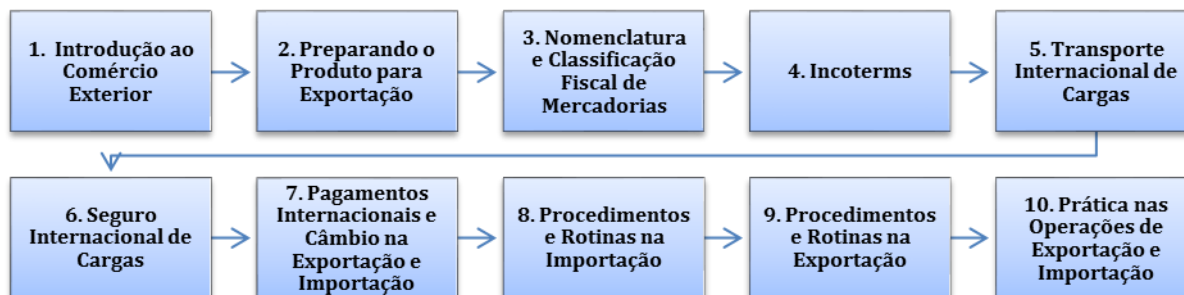 1. Introdução ao
Comércio
Exterior
2. Preparando o
Produto para
Exportação
3. Nomenclatura
e Classificação
Fiscal de
Mercadorias
4. Incoterms
5. Transporte
Internacional de
Cargas
6. Seguro
Internacional de
Cargas
7. Pagamentos
Internacionais e
Câmbio na
Exportação e
Importação
8. Procedimentos
e Rotinas na
Importação
9. Procedimentos
e Rotinas na
Exportação
10. Prática nas
Operações de
Exportação e
Importação